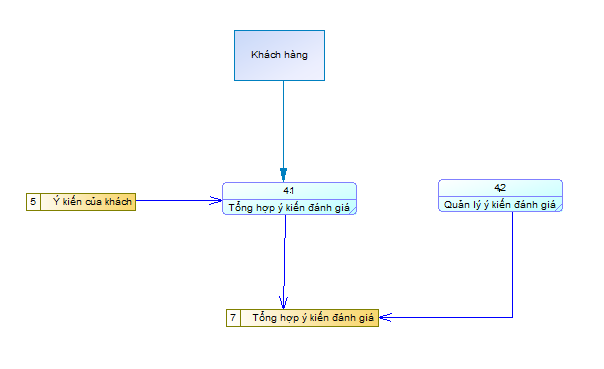 Khách hàng
4.1
4.2
5 Ý kiến của khách
Tổng hợp ý kiến đánh giá
Quản lý ý kiến đánh giá
7 Tổng hợp ý kiến đánh giá